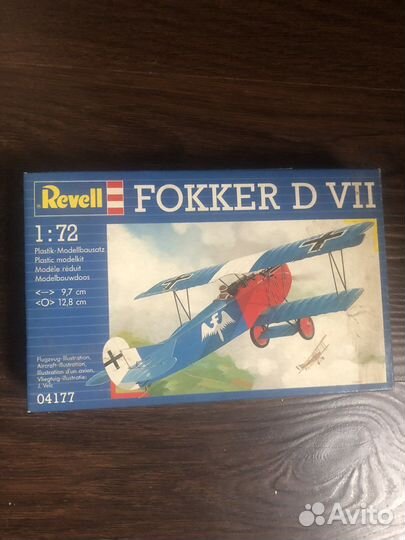 Revell
FOKKER D VII
1:72
Plastik-Modellbausatz
Plastic modelkit
Modèle réduit
Modelbouwdoos
<—> 9,7 cm
<O> 12,8 cm
Flugzeug-Illustration,
Aircraft-Illustration,
Illustration d'un avion,
Vliegtuig-illustratie:
J. Velc
04177
Avito